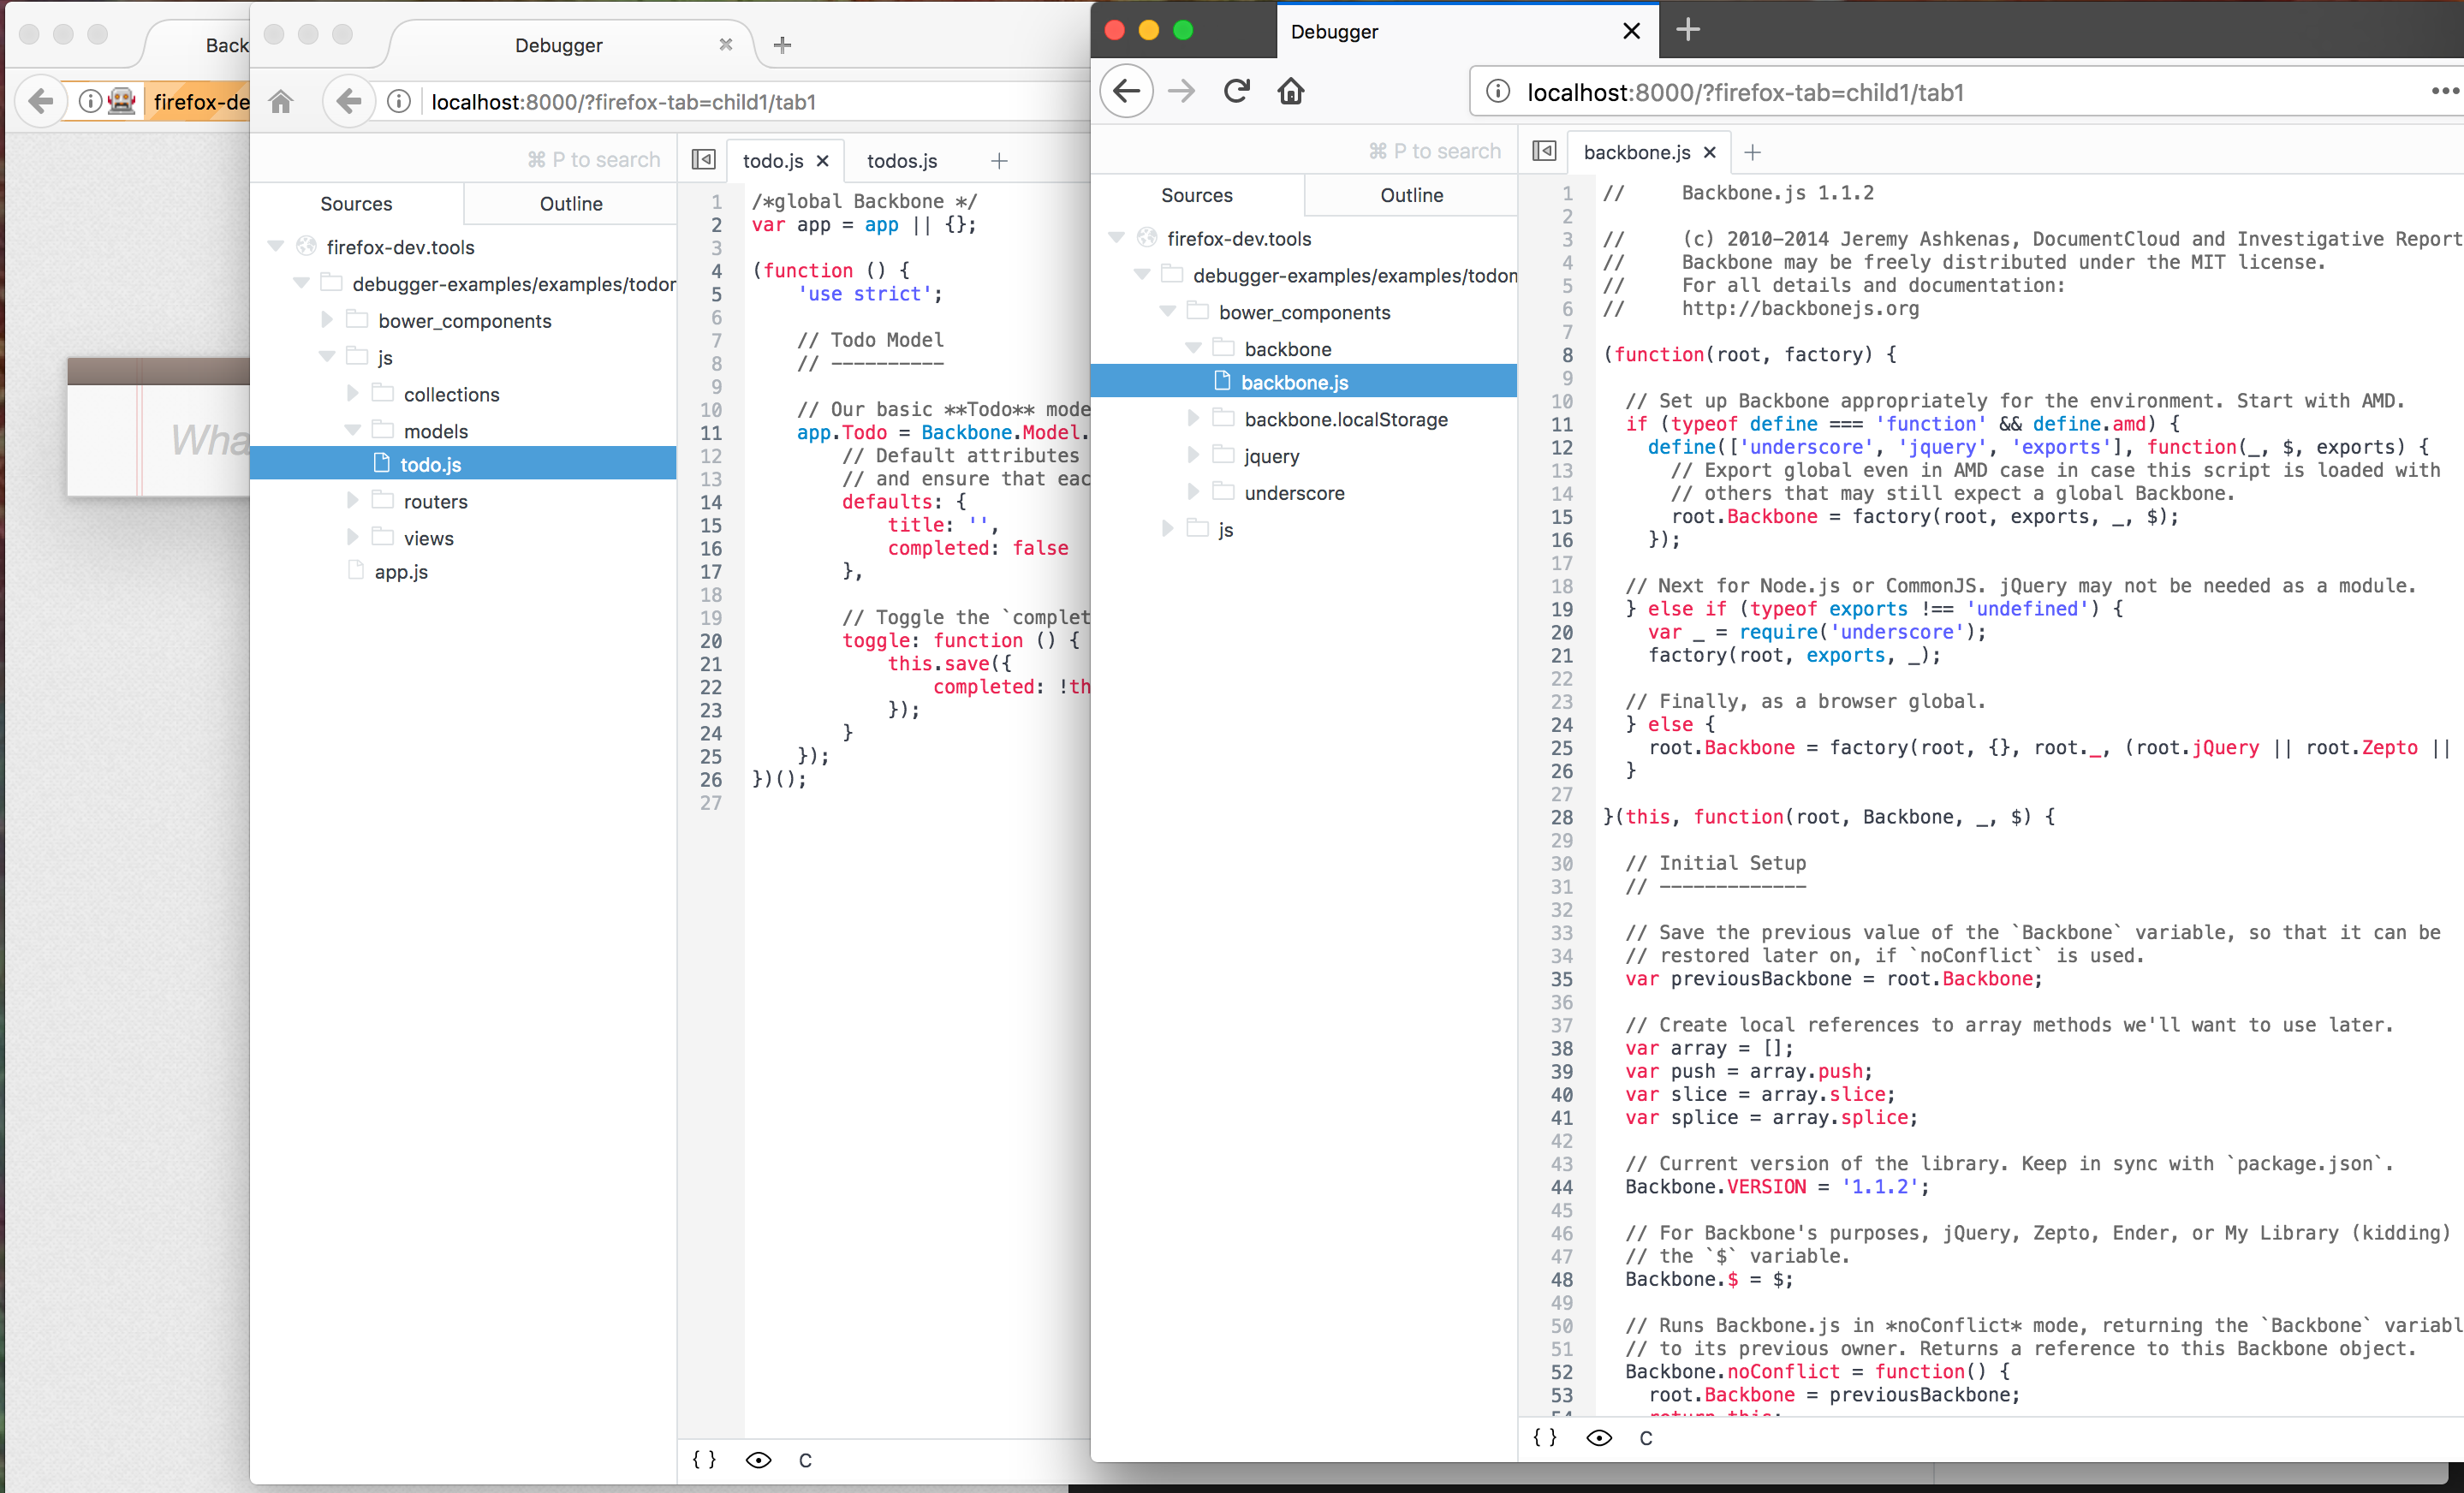 Back
firefox-de
Wha
Debugger
localhost:8000/?firefox-tab=child1/tab1
⌘ P to search
todo.js
todos.js
Sources
Outline
firefox-dev.tools
debugger-examples/examples/todor
bower_components
js
collections
models
todo.js
routers
views
app.js
1 /*global Backbone */
2 var app = app || {};
3
4 (function () {
5 'use strict';
6
7 // Todo Model
8 // ----------
9
10 // Our basic **Todo** mode
11 app.Todo = Backbone.Model.
12 // Default attributes
13 // and ensure that eac
14 defaults: {
15 title: '',
16 completed: false
17 },
18
19 // Toggle the `complet
20 toggle: function () {
21 this.save({
22 completed: !th
23 });
24 }
25 });
26 })();
27
{ } C
Debugger
localhost:8000/?firefox-tab=child1/tab1
⌘ P to search
backbone.js
Sources
Outline
firefox-dev.tools
debugger-examples/examples/todon
bower_components
backbone
backbone.js
backbone.localStorage
jquery
underscore
js
1 // Backbone.js 1.1.2
2
3 // (c) 2010-2014 Jeremy Ashkenas, DocumentCloud and Investigative Report
4 // Backbone may be freely distributed under the MIT license.
5 // For all details and documentation:
6 // http://backbonejs.org
7
8 (function(root, factory) {
9
10 // Set up Backbone appropriately for the environment. Start with AMD.
11 if (typeof define === 'function' && define.amd) {
12 define(['underscore', 'jquery', 'exports'], function(_, $, exports) {
13 // Export global even in AMD case in case this script is loaded with
14 // others that may still expect a global Backbone.
15 root.Backbone = factory(root, exports, _, $);
16 });
17
18 // Next for Node.js or CommonJS. jQuery may not be needed as a module.
19 } else if (typeof exports !== 'undefined') {
20 var _ = require('underscore');
21 factory(root, exports, _);
22
23 // Finally, as a browser global.
24 } else {
25 root.Backbone = factory(root, {}, root._, (root.jQuery || root.Zepto ||
26 }
27
28 }(this, function(root, Backbone, _, $) {
29
30 // Initial Setup
31 // -------------
32
33 // Save the previous value of the `Backbone` variable, so that it can be
34 // restored later on, if `noConflict` is used.
35 var previousBackbone = root.Backbone;
36
37 // Create local references to array methods we'll want to use later.
38 var array = [];
39 var push = array.push;
40 var slice = array.slice;
41 var splice = array.splice;
42
43 // Current version of the library. Keep in sync with `package.json`.
44 Backbone.VERSION = '1.1.2';
45
46 // For Backbone's purposes, jQuery, Zepto, Ender, or My Library (kidding)
47 // the `$` variable.
48 Backbone.$ = $;
49
50 // Runs Backbone.js in *noConflict* mode, returning the `Backbone` variabl
51 // to its previous owner. Returns a reference to this Backbone object.
52 Backbone.noConflict = function() {
53 root.Backbone = previousBackbone;
54 return this;
{ } C